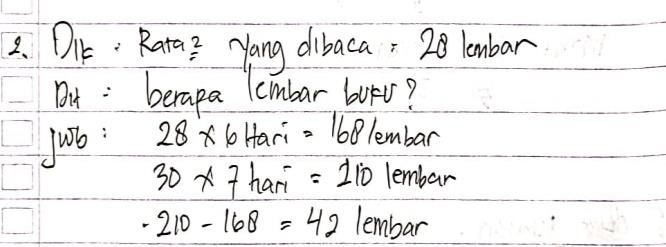 2. Dik : Rata2 yang dibaca = 28 lembar
Dit : berapa lembar buku?
jwb : 28 x 6 Hari = 168 lembar
30 x 7 hari = 210 lembar
- 210 - 168 = 42 lembar